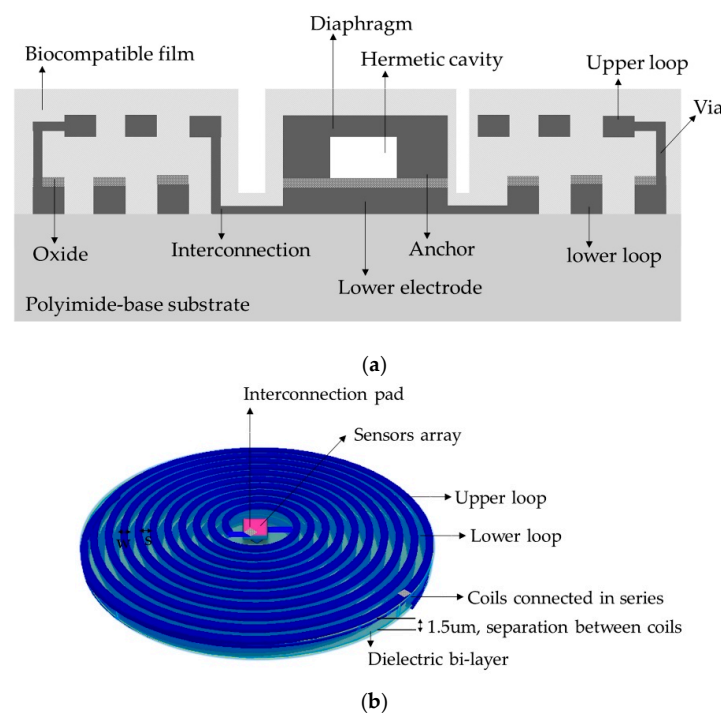 Diaphragm
Biocompatible film
Hermetic cavity
Upper loop
Via
Oxide
Interconnection
Anchor
lower loop
Lower electrode
Polyimide-base substrate
(a)
Interconnection pad
Sensors array
Upper loop
w s
Lower loop
Coils connected in series
1.5um, separation between coils
Dielectric bi-layer
(b)